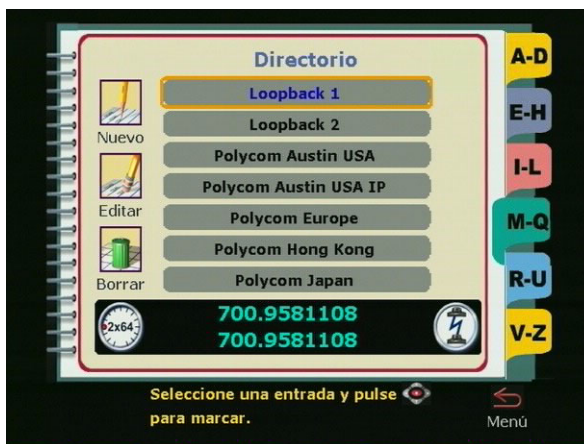 Directorio
Loopback 1
Loopback 2
Polycom Austin USA
Polycom Austin USA IP
Polycom Europe
Polycom Hong Kong
Polycom Japan
Nuevo
Editar
Borrar
A-D
E-H
I-L
M-Q
R-U
V-Z
2x64
700.9581108
700.9581108
Seleccione una entrada y pulse
para marcar.
Menú